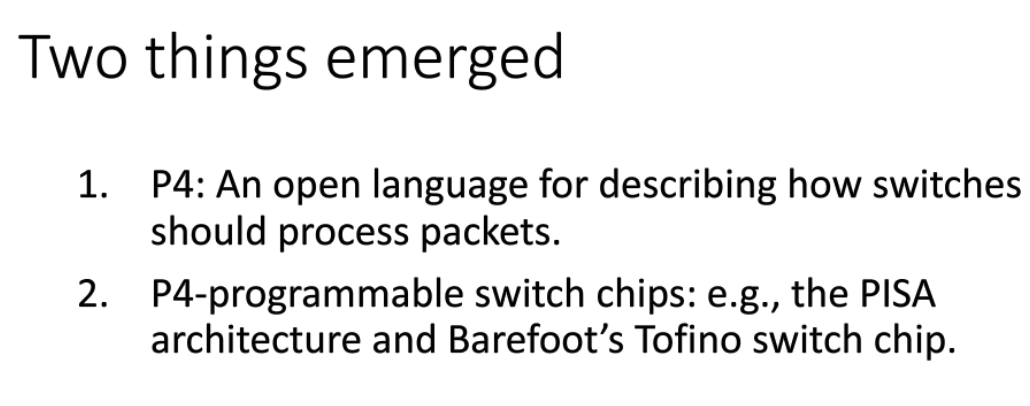 Two things emerged
1. P4: An open language for describing how switches
should process packets.
2. P4-programmable switch chips: e.g., the PISA
architecture and Barefoot’s Tofino switch chip.